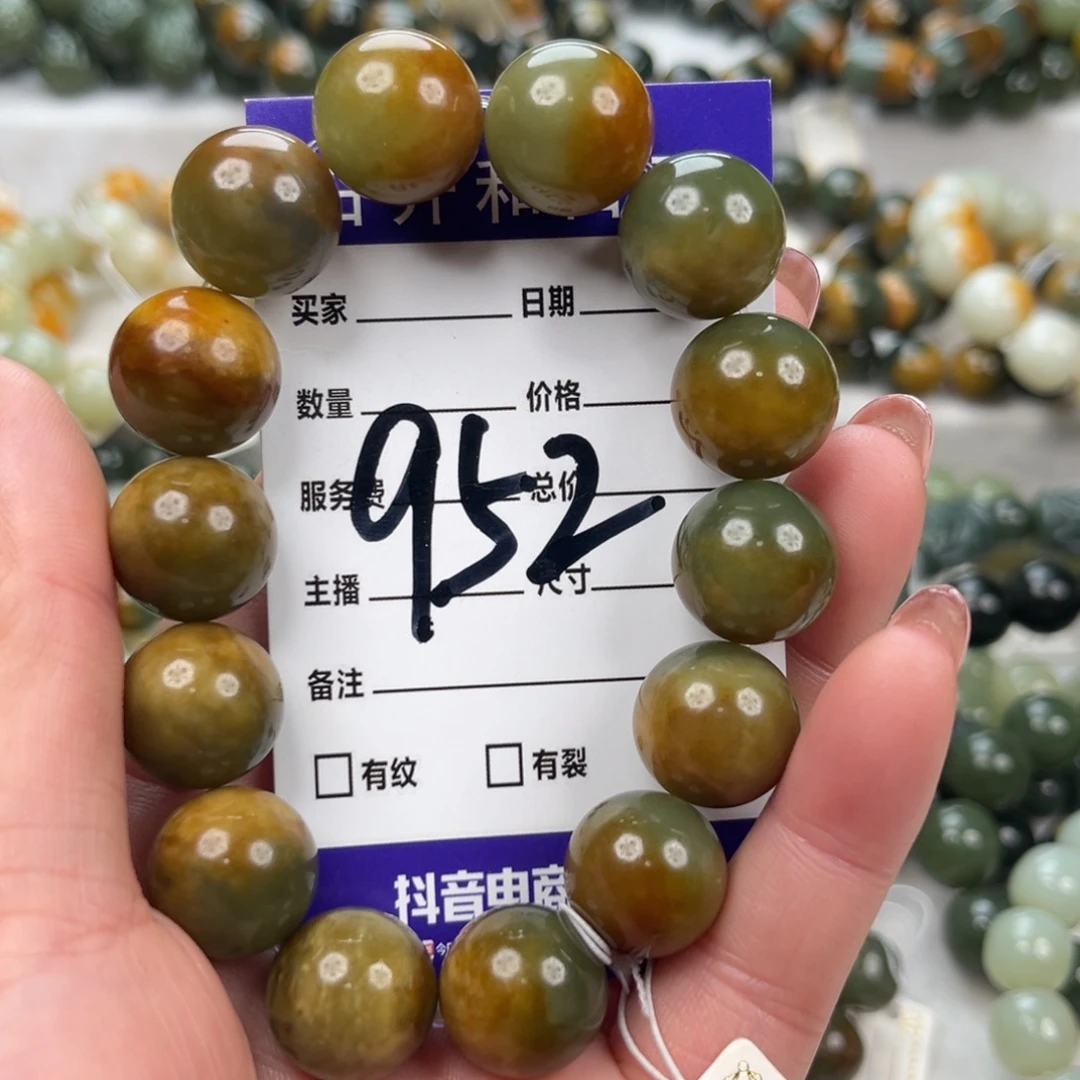 买家 日期
数量 价格
服务费 总价
952
主播 尺寸
备注
有纹 有裂
抖音电商